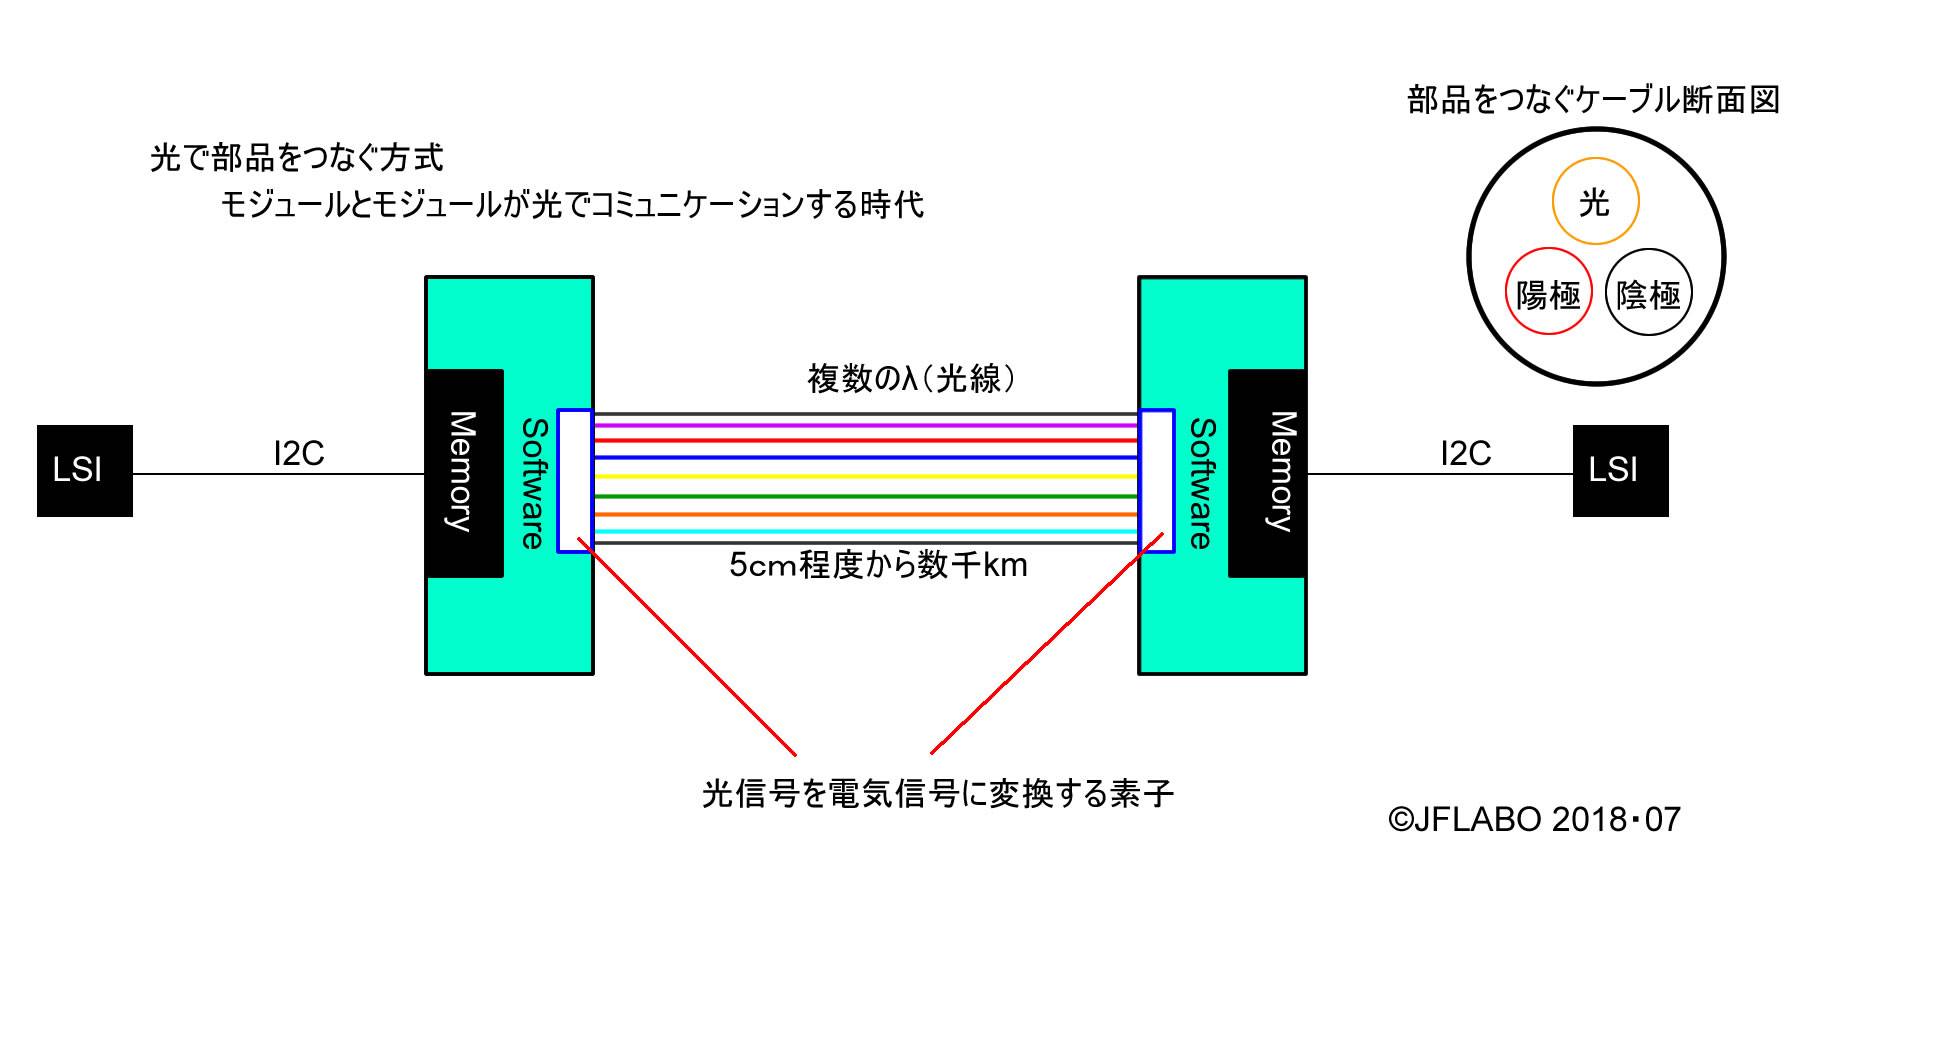 部品をつなぐケーブル断面図
光で部品をつなぐ方式
モジュールとモジュールが光でコミュニケーションする時代
光
陽極
陰極
複数のλ（光線）
LSI
I2C
Memory
Software
Software
Memory
I2C
LSI
5cm程度から数千km
光信号を電気信号に変換する素子
©JFLABO 2018・07